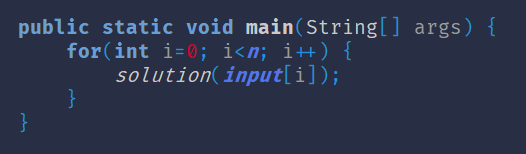 public static void main(String[] args) {
    for(int i=0; i<n; i++) {
        solution(input[i]);
    }
}